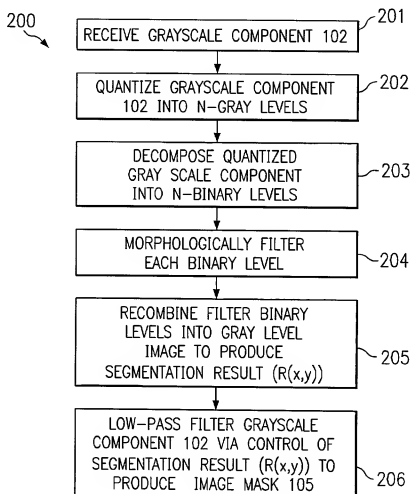 200
RECEIVE GRAYSCALE COMPONENT 102
201
QUANTIZE GRAYSCALE COMPONENT
102 INTO N-GRAY LEVELS
202
DECOMPOSE QUANTIZED
GRAY SCALE COMPONENT
INTO N-BINARY LEVELS
203
MORPHOLOGICALLY FILTER
EACH BINARY LEVEL
204
RECOMBINE FILTER BINARY
LEVELS INTO GRAY LEVEL
IMAGE TO PRODUCE
SEGMENTATION RESULT (R(x,y))
205
LOW-PASS FILTER GRAYSCALE
COMPONENT 102 VIA CONTROL OF
SEGMENTATION RESULT (R(x,y)) TO
PRODUCE IMAGE MASK 105
206